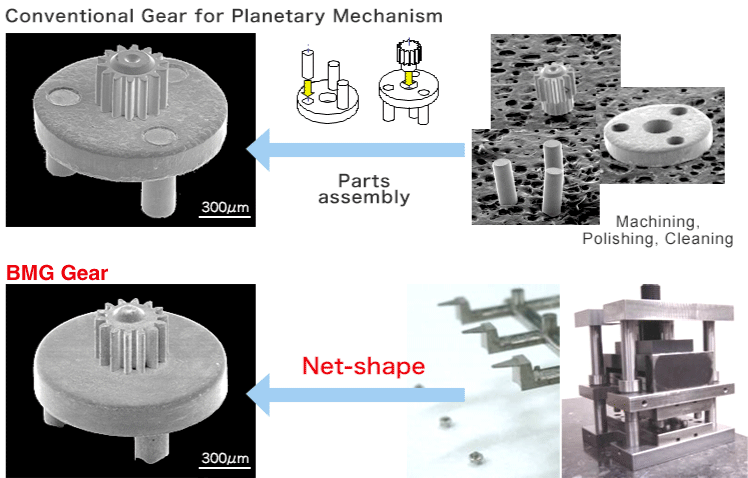 Conventional Gear for Planetary Mechanism
300μm
Parts
assembly
Machining,
Polishing, Cleaning
BMG Gear
Net-shape
300μm